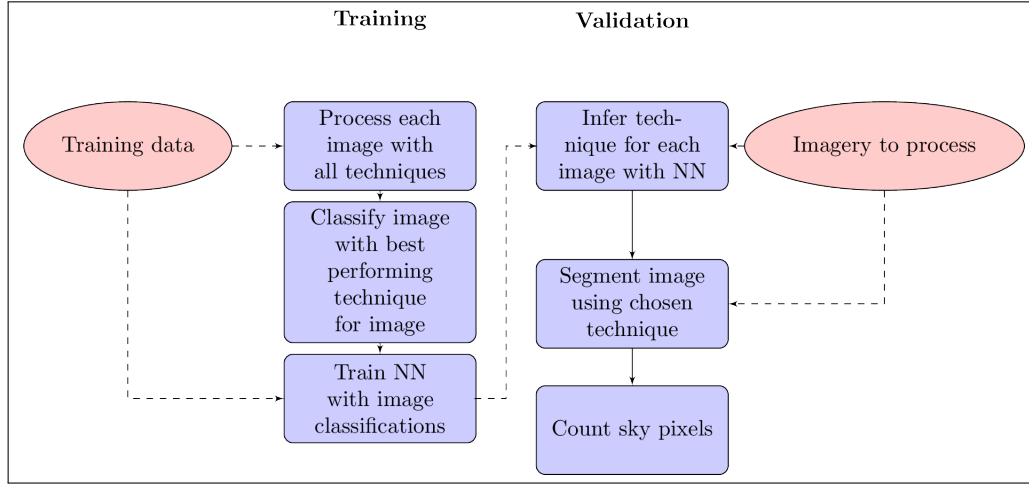 Training
Validation
Training data
Process each
image with
all techniques
Classify image
with best
performing
technique
for image
Train NN
with image
classifications
Infer tech-
nique for each
image with NN
Imagery to process
Segment image
using chosen
technique
Count sky pixels